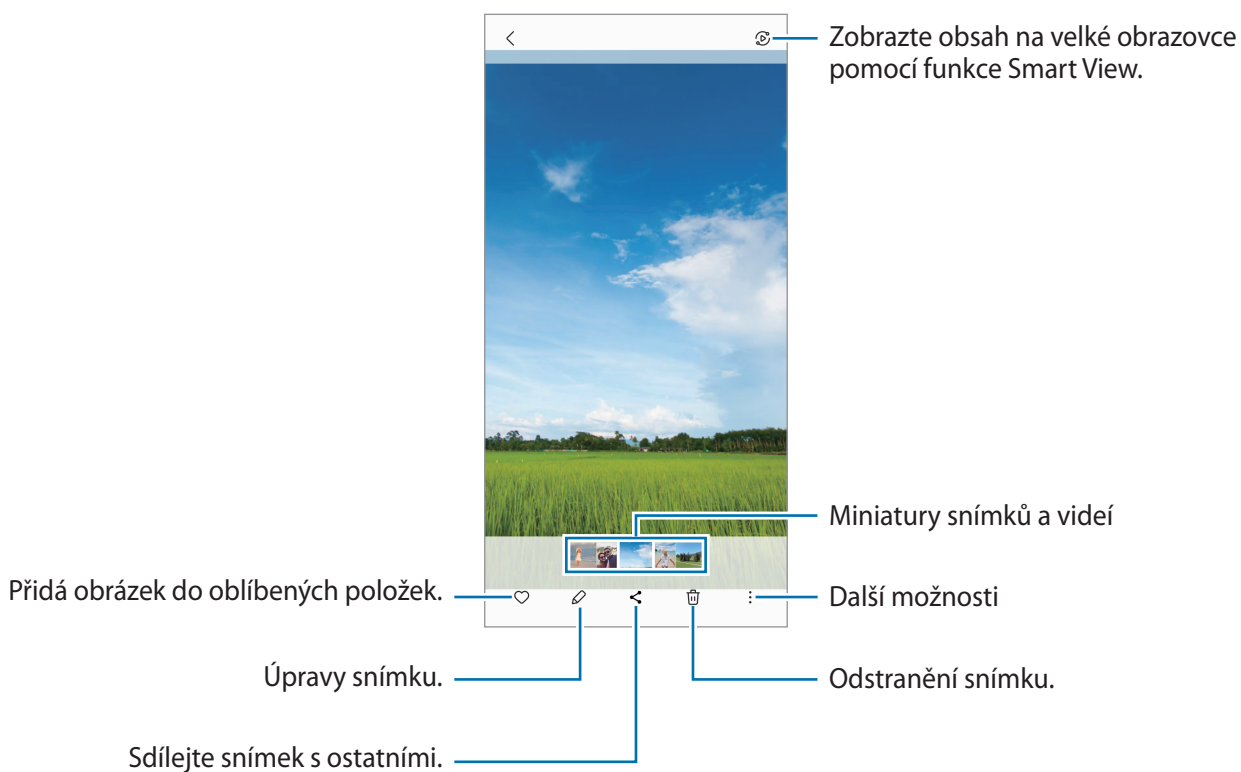 Zobrazte obsah na velké obrazovce
pomocí funkce Smart View.
Miniatury snímků a videí
Přidá obrázek do oblíbených položek.
Další možnosti
Úpravy snímku.
Odstranění snímku.
Sdílejte snímek s ostatními.